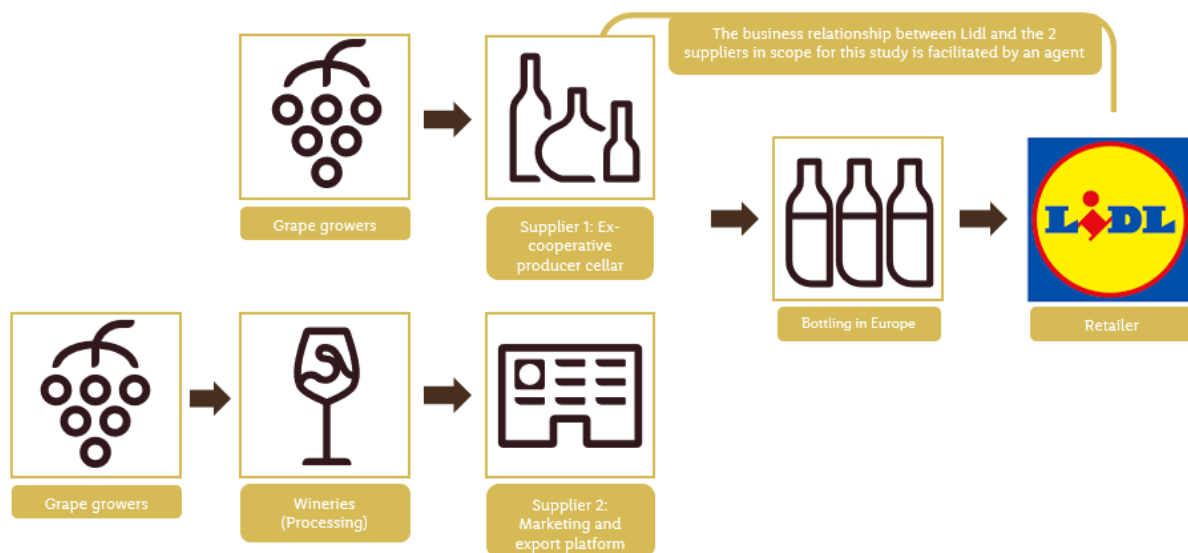 The business relationship between Lidl and the 2
suppliers in scope for this study is facilitated by an agent
Grape growers
Supplier 1: Ex-
cooperative
producer cellar
Bottling in Europe
LIDL
Retailer
Grape growers
Wineries
(Processing)
Supplier 2:
Marketing and
export platform